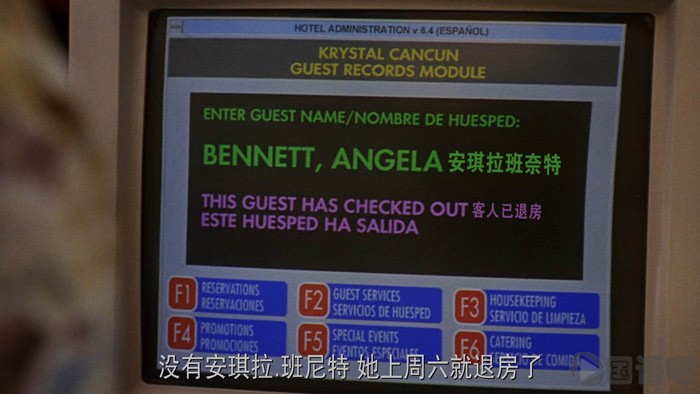 HOTEL ADMINISTRATION v 6.4 (ESPAÑOL)
KRYSTAL CANCUN
GUEST RECORDS MODULE
ENTER GUEST NAME/NOMBRE DE HUESPED:
BENNETT, ANGELA 安琪拉班奈特
THIS GUEST HAS CHECKED OUT 客人已退房
ESTE HUESPED HA SALIDA
F1 RESERVATIONS
RESERVACIONES
F2 GUEST SERVICES
SERVICIOS DE HUESPED
F3 HOUSEKEEPING
SERVICIO DE LIMPIEZA
F4 PROMOTIONS
PROMOCIONES
F5 SPECIAL EVENTS
EVENTOS ESPECIALES
F6 CATERING
DE COMIDA
没有安琪拉.班尼特 她上周六就退房了